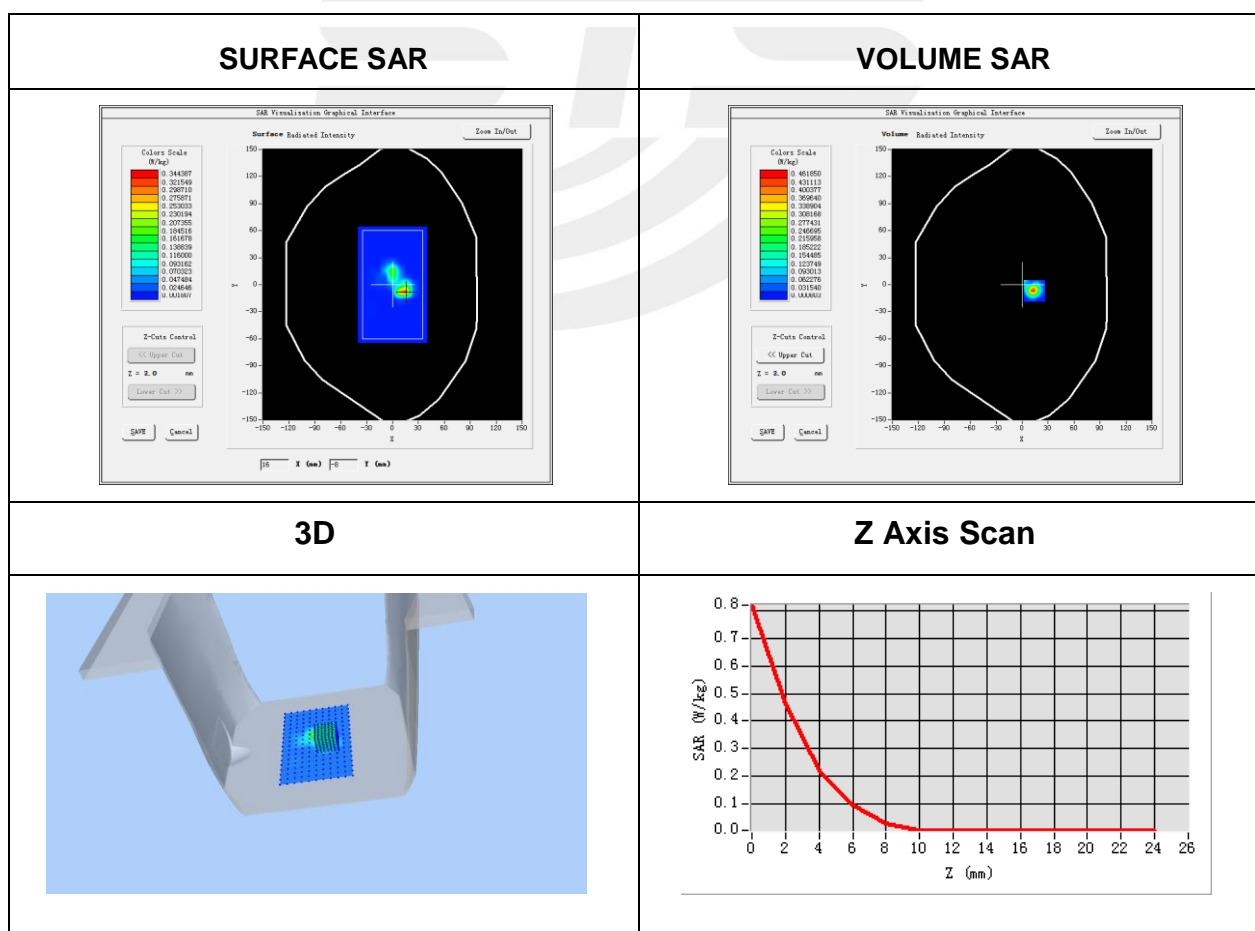 SURFACE SAR
VOLUME SAR
SAR Visualisation Graphical Interface
Surface Radiated Intensity
Zoom In/Out
Colors Scale
(W/kg)
0.344387
0.321549
0.298710
0.275871
0.253033
0.230194
0.207355
0.184516
0.161678
0.138839
0.116000
0.093162
0.070323
0.047484
0.024646
0.001807
150
120
90
60
30
0
-30
-60
-90
-120
-150
Y
-150 -120 -90 -60 -30 0 30 60 90 120 150
X
Z-Cuts Control
<< Upper Cut
Z = 2.0 mm
Lower Cut >>
SAVE Cancel
16 X (mm) -8 Y (mm)
SAR Visualisation Graphical Interface
Volume Radiated Intensity
Zoom In/Out
Colors Scale
(W/kg)
0.461850
0.431113
0.400377
0.369640
0.338904
0.308168
0.277431
0.246695
0.215958
0.185222
0.154485
0.123749
0.093013
0.062276
0.031540
0.000803
150
120
90
60
30
0
-30
-60
-90
-120
-150
Y
-150 -120 -90 -60 -30 0 30 60 90 120 150
X
Z-Cuts Control
<< Upper Cut
Z = 2.0 mm
Lower Cut >>
SAVE Cancel
3D
Z Axis Scan
0.8
0.7
0.6
0.5
0.4
0.3
0.2
0.1
0.0
SAR (W/kg)
0 2 4 6 8 10 12 14 16 18 20 22 24 26
Z (mm)